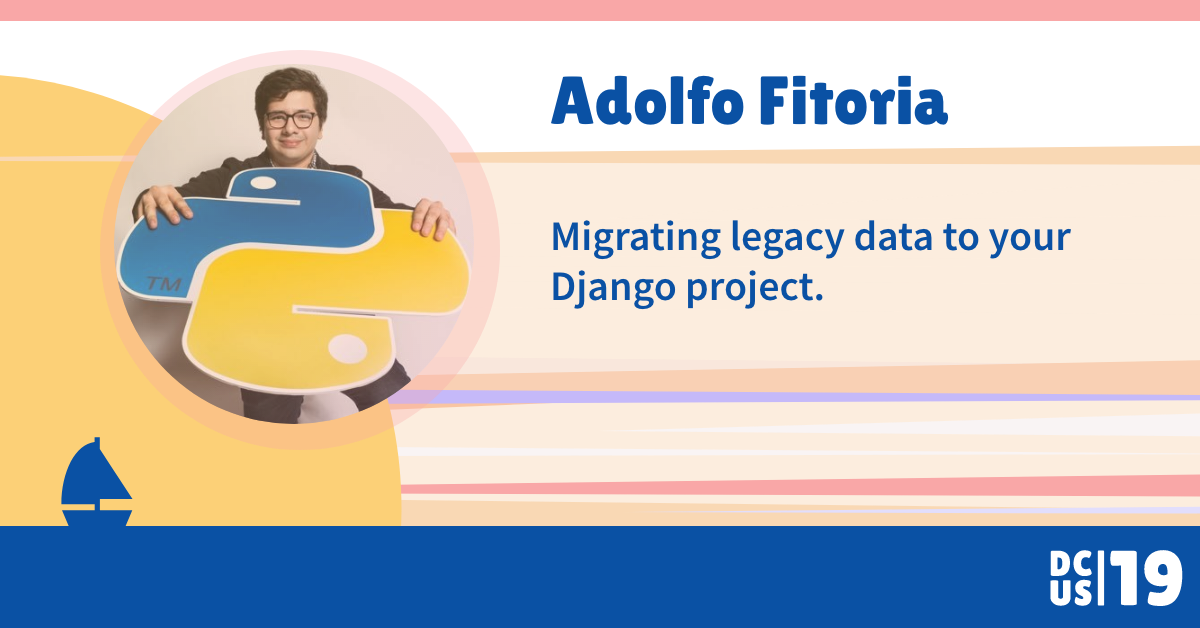 Adolfo Fitoria
Migrating legacy data to your
Django project.
TM
DC
US
19